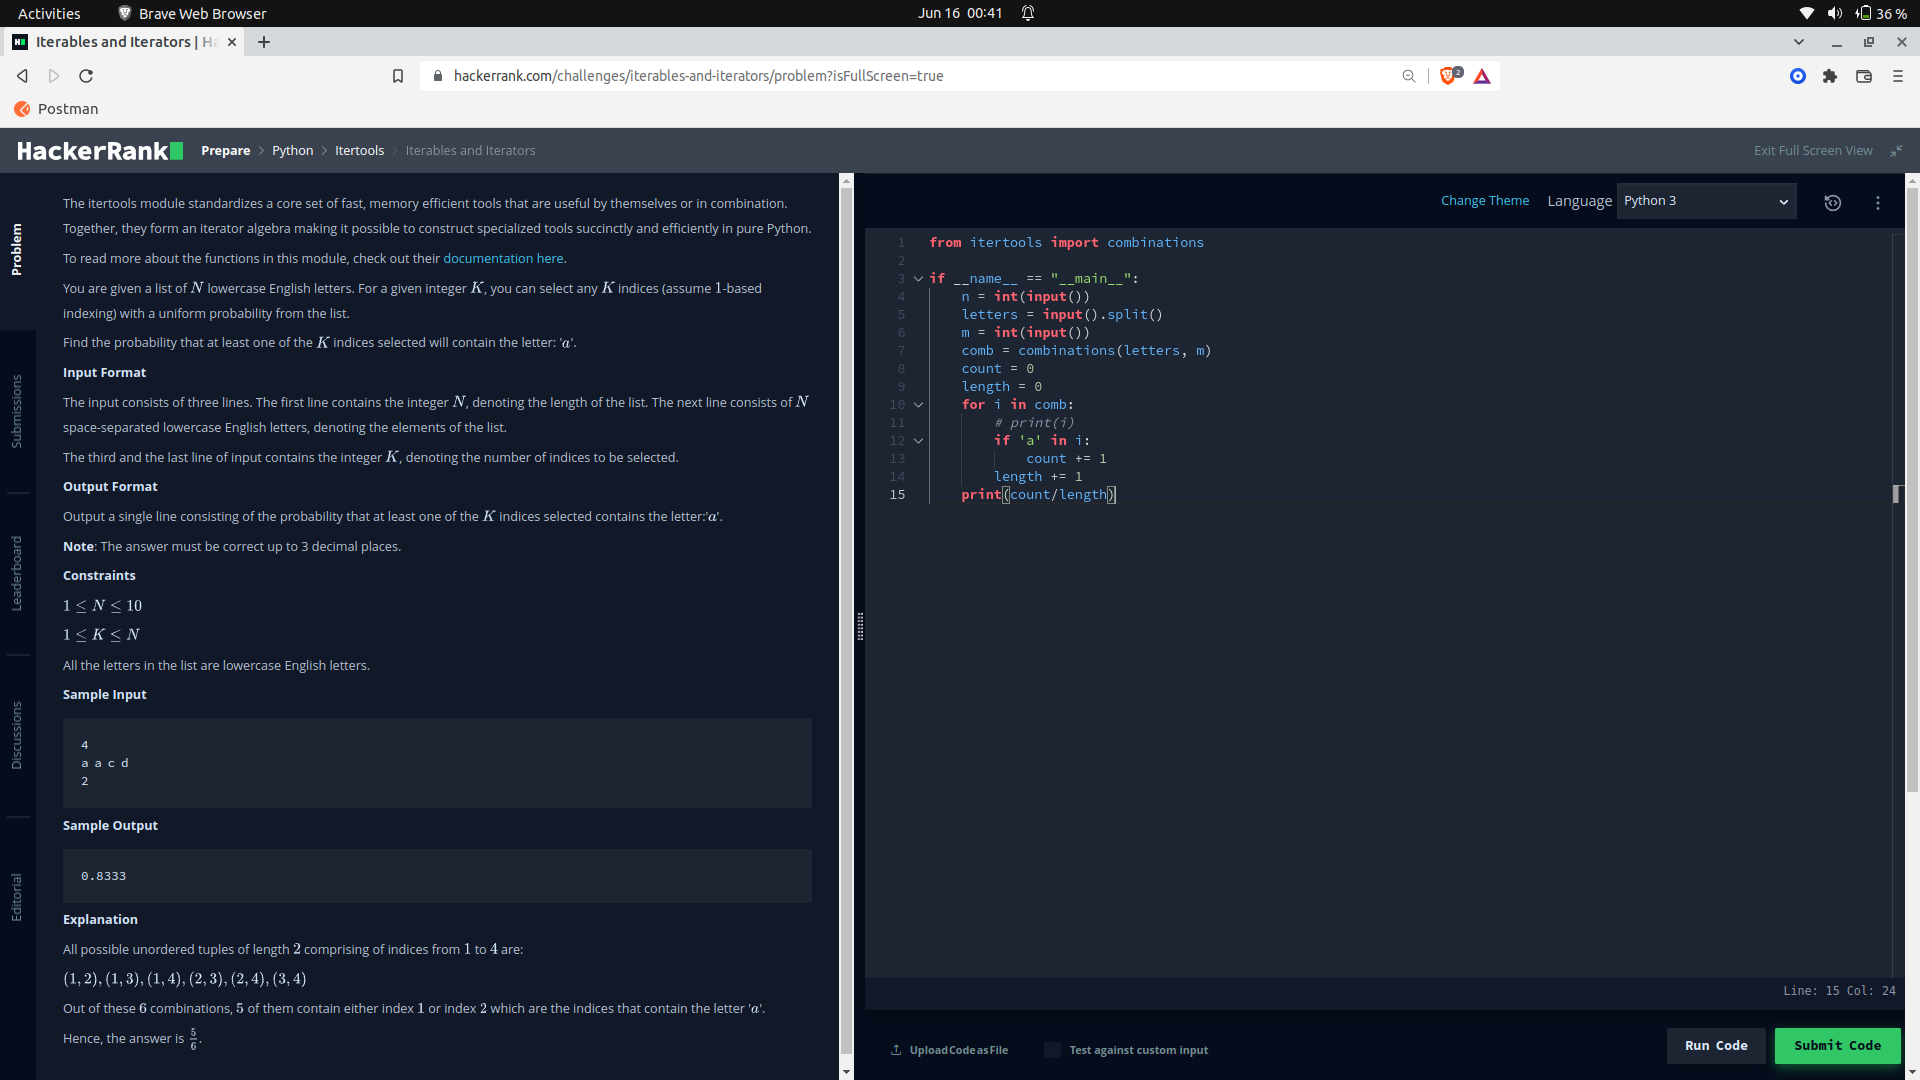 Activities
Brave Web Browser
Jun 16 00:41
36 %
Iterables and Iterators | Ha
hackerrank.com/challenges/iterables-and-iterators/problem?isFullScreen=true
2
Postman
HackerRank
Prepare > Python > Itertools > Iterables and Iterators
Exit Full Screen View
Problem
Submissions
Leaderboard
Discussions
Editorial
The itertools module standardizes a core set of fast, memory efficient tools that are useful by themselves or in combination.
Together, they form an iterator algebra making it possible to construct specialized tools succinctly and efficiently in pure Python.
To read more about the functions in this module, check out their documentation here.
You are given a list of N lowercase English letters. For a given integer K, you can select any K indices (assume 1-based
indexing) with a uniform probability from the list.
Find the probability that at least one of the K indices selected will contain the letter: 'a'.
Input Format
The input consists of three lines. The first line contains the integer N, denoting the length of the list. The next line consists of N
space-separated lowercase English letters, denoting the elements of the list.
The third and the last line of input contains the integer K, denoting the number of indices to be selected.
Output Format
Output a single line consisting of the probability that at least one of the K indices selected contains the letter:'a'.
Note: The answer must be correct up to 3 decimal places.
Constraints
1 ≤ N ≤ 10
1 ≤ K ≤ N
All the letters in the list are lowercase English letters.
Sample Input
4
a a c d
2
Sample Output
0.8333
Explanation
All possible unordered tuples of length 2 comprising of indices from 1 to 4 are:
(1, 2), (1, 3), (1, 4), (2, 3), (2, 4), (3, 4)
Out of these 6 combinations, 5 of them contain either index 1 or index 2 which are the indices that contain the letter 'a'.
Hence, the answer is 5/6.
Change Theme
Language
Python 3
1 from itertools import combinations
2
3 if __name__ == "__main__":
4     n = int(input())
5     letters = input().split()
6     m = int(input())
7     comb = combinations(letters, m)
8     count = 0
9     length = 0
10     for i in comb:
11         # print(i)
12         if 'a' in i:
13             count += 1
14         length += 1
15     print(count/length)
Line: 15 Col: 24
Upload Code as File
Test against custom input
Run Code
Submit Code